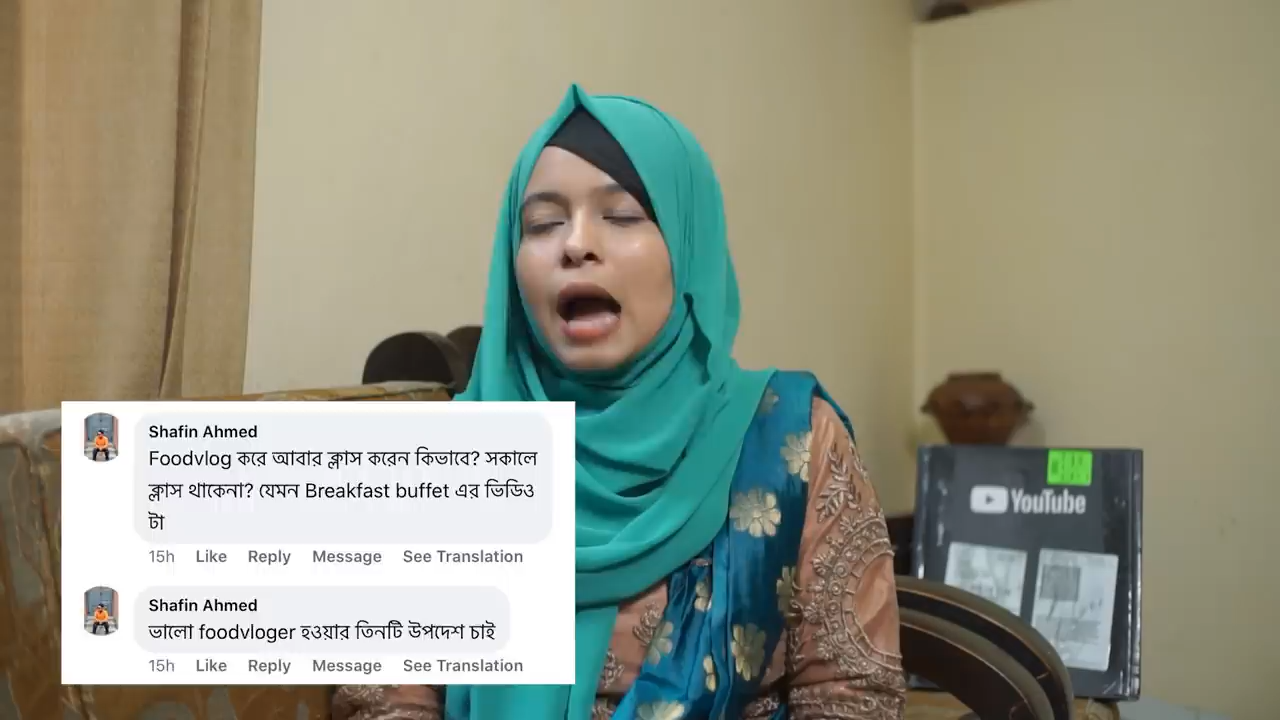 Shafin Ahmed
Foodvlog করে আবার ক্লাস করেন কিভাবে? সকালে
ক্লাস থাকেনা? যেমন Breakfast buffet এর ভিডিও
টা
15h Like Reply Message See Translation
Shafin Ahmed
ভালো foodvloger হওয়ার তিনটি উপদেশ চাই
15h Like Reply Message See Translation
YouTube